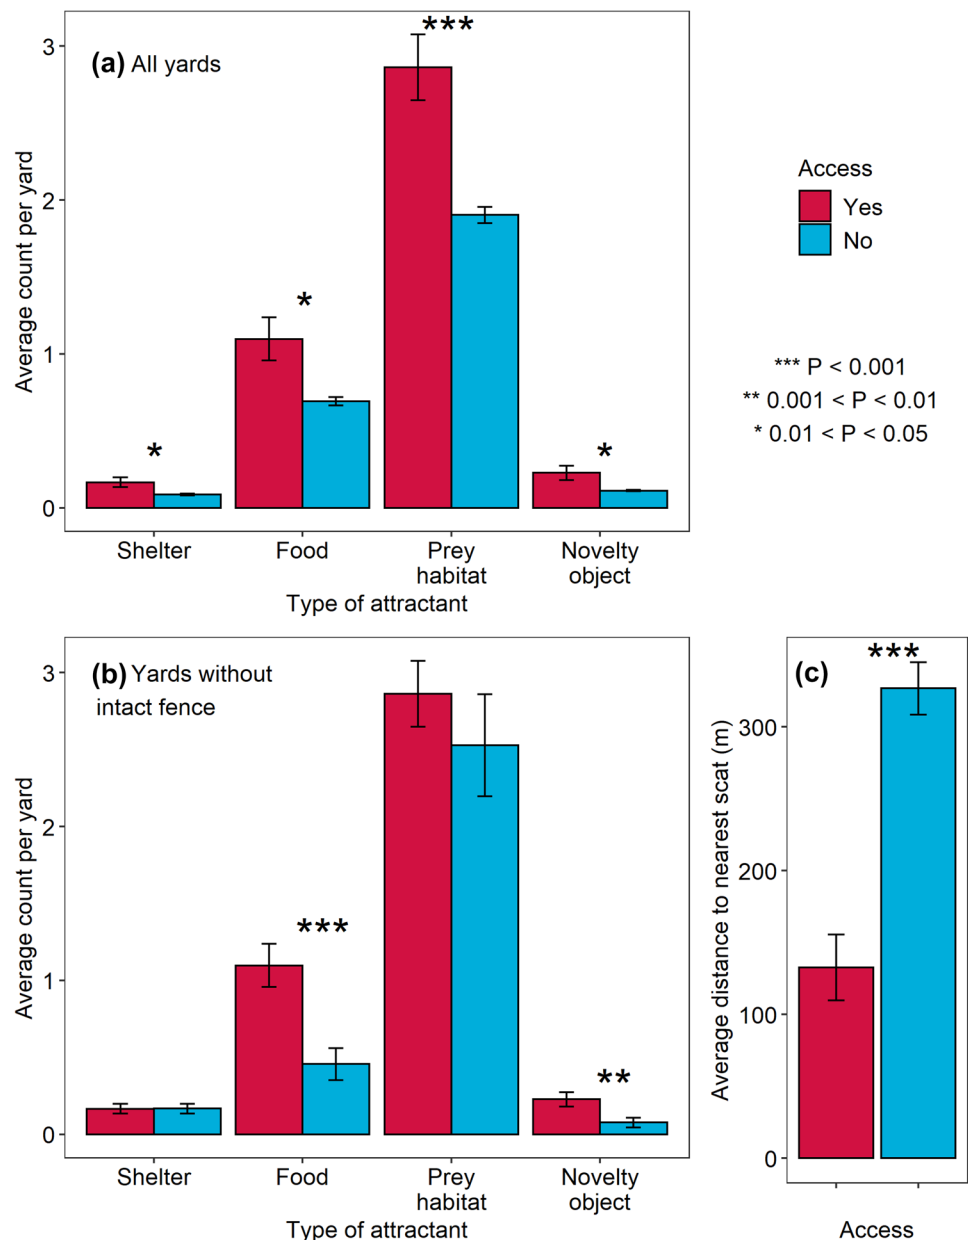 (a) All yards
***
3
2
1
0
Average count per yard
*
*
*
Shelter
Food
Prey
habitat
Novelty
object
Type of attractant
Access
Yes
No
*** P < 0.001
** 0.001 < P < 0.01
* 0.01 < P < 0.05
(b) Yards without
intact fence
3
2
1
0
Average count per yard
***
**
Shelter
Food
Prey
habitat
Novelty
object
Type of attractant
(c)
***
300
200
100
0
Average distance to nearest scat (m)
Access